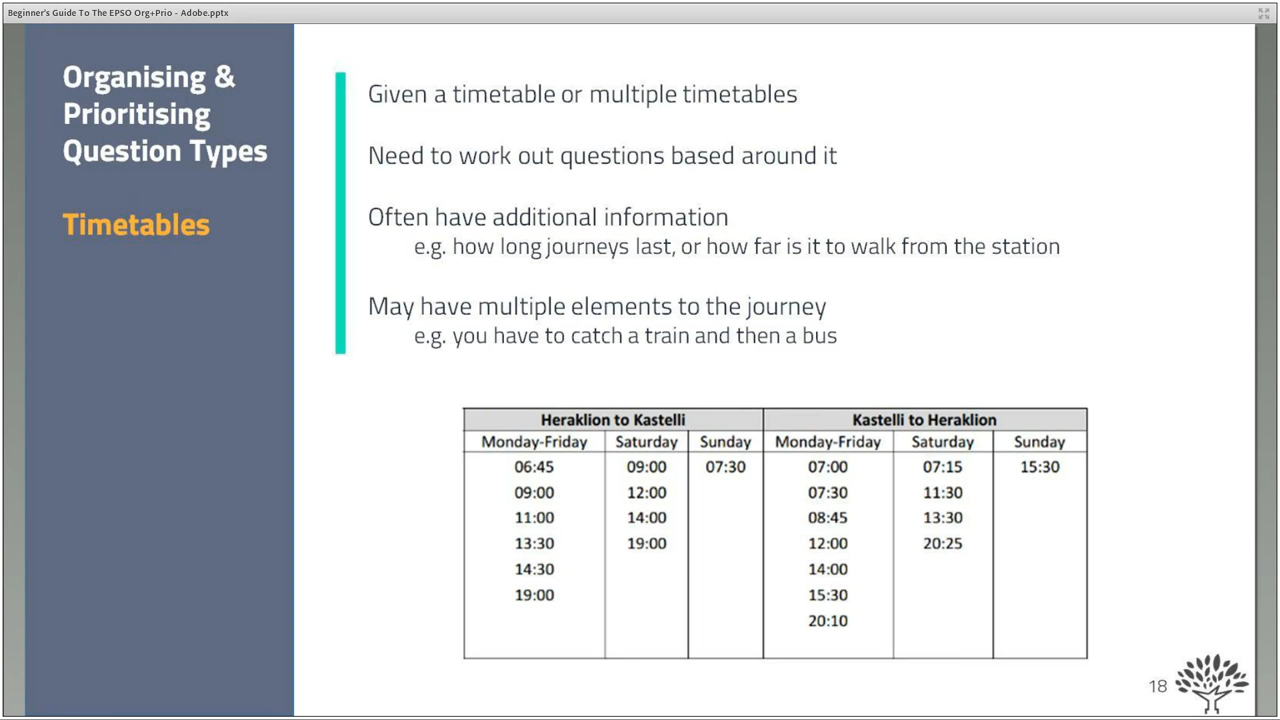 Beginner's Guide To The EPSO Org+Prio - Adobe.pptx
Organising &
Prioritising
Question Types
Timetables
Given a timetable or multiple timetables
Need to work out questions based around it
Often have additional information
e.g. how long journeys last, or how far is it to walk from the station
May have multiple elements to the journey
e.g. you have to catch a train and then a bus
Heraklion to Kastelli Kastelli to Heraklion
Monday-Friday Saturday Sunday Monday-Friday Saturday Sunday
06:45 09:00 07:30 07:00 07:15 15:30
09:00 12:00 07:30 11:30
11:00 14:00 08:45 13:30
13:30 19:00 12:00 20:25
14:30 14:00
19:00 15:30
20:10
18